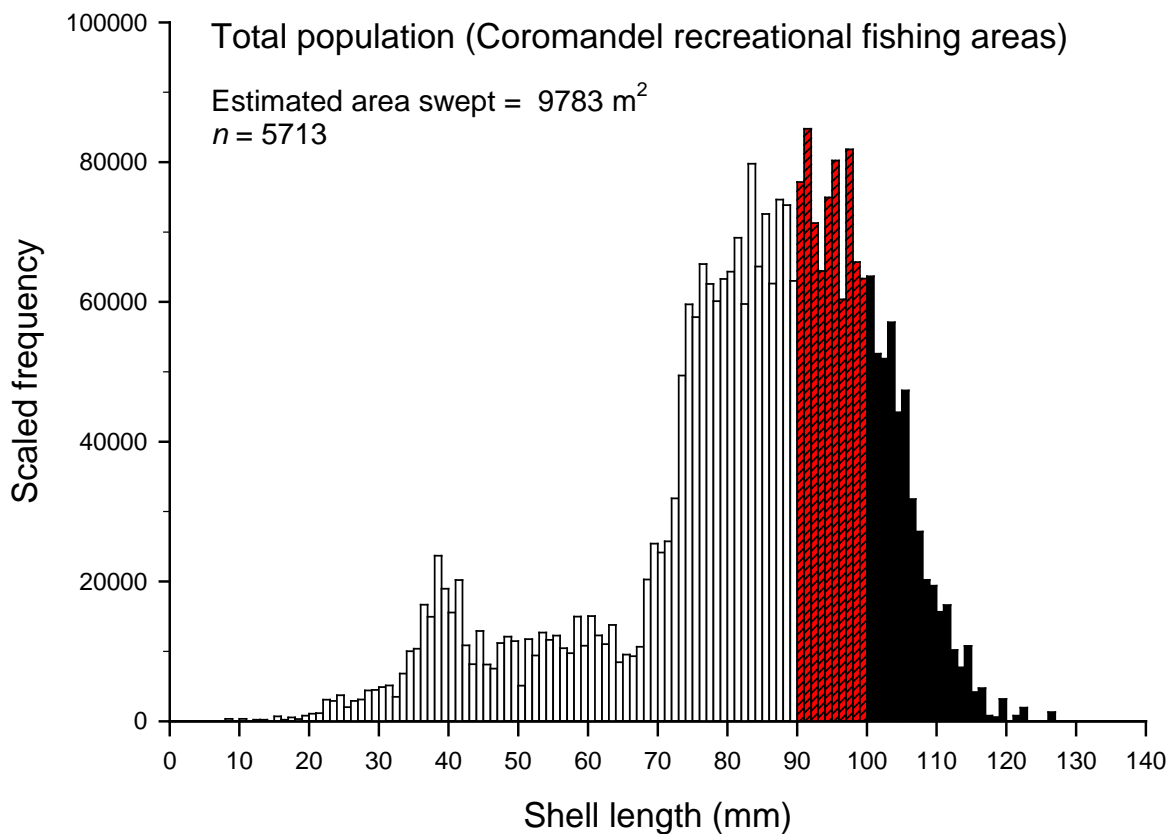 Total population (Coromandel recreational fishing areas)
Estimated area swept = 9783 m²
n = 5713
100000
80000
60000
40000
20000
0
Scaled frequency
0 10 20 30 40 50 60 70 80 90 100 110 120 130 140
Shell length (mm)